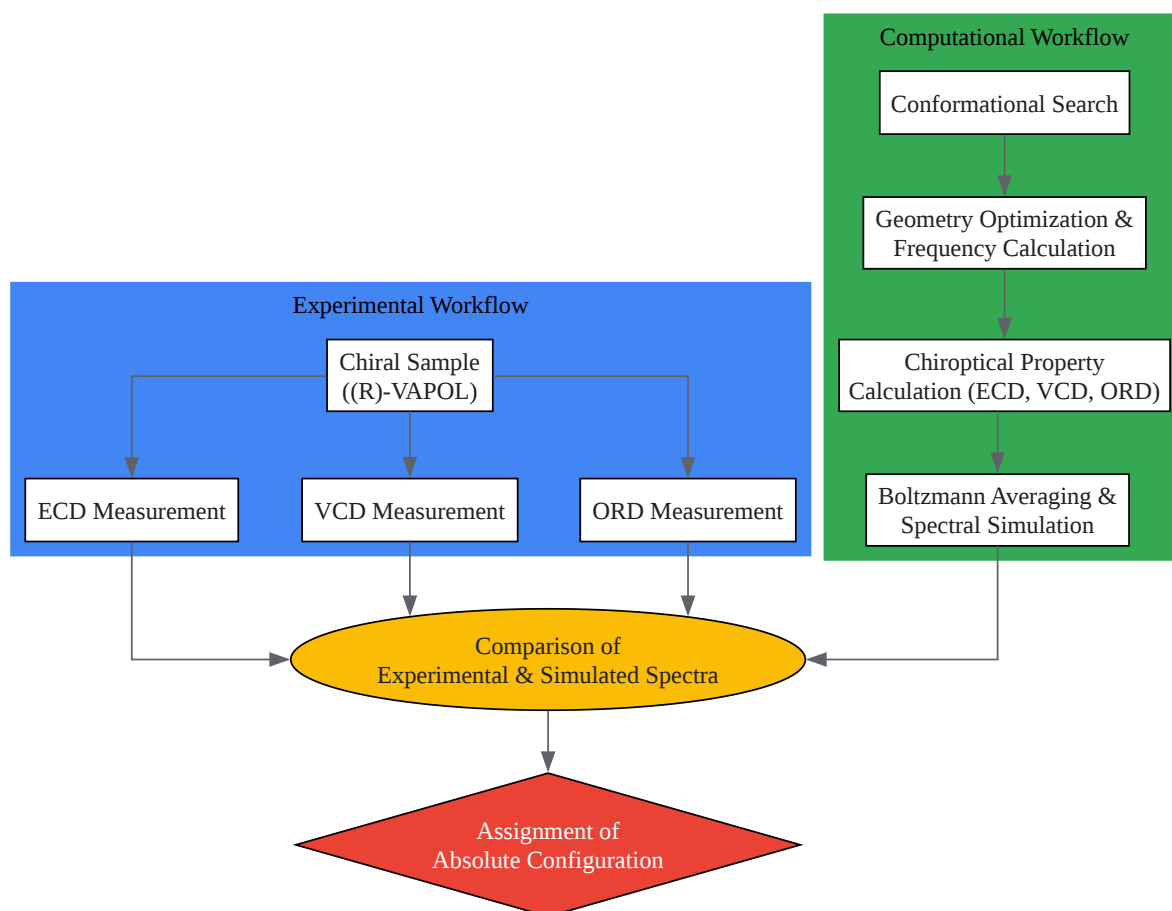 Computational Workflow
Conformational Search
Geometry Optimization &
Frequency Calculation
Chiroptical Property
Calculation (ECD, VCD, ORD)
Boltzmann Averaging &
Spectral Simulation
Experimental Workflow
Chiral Sample
((R)-VAPOL)
ECD Measurement
VCD Measurement
ORD Measurement
Comparison of
Experimental & Simulated Spectra
Assignment of
Absolute Configuration